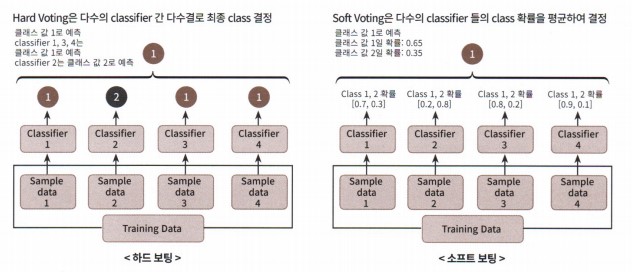 Hard Voting은 다수의 classifier 간 다수결로 최종 class 결정
클래스 값 1로 예측
classifier 1, 3, 4는
클래스 값 1로 예측
classifier 2는 클래스 값 2로 예측
1
1
2
1
1
Classifier 1
Classifier 2
Classifier 3
Classifier 4
Sample data 1
Sample data 2
Sample data 3
Sample data 4
Training Data
< 하드 보팅 >
Soft Voting은 다수의 classifier 들의 class 확률을 평균하여 결정
클래스 값 1로 예측
클래스 값 1일 확률: 0.65
클래스 값 2일 확률: 0.35
1
Class 1, 2 확률
[0.7, 0.3]
Class 1, 2 확률
[0.2, 0.8]
Class 1, 2 확률
[0.8, 0.2]
Class 1, 2 확률
[0.9, 0.1]
Classifier 1
Classifier 2
Classifier 3
Classifier 4
Sample data 1
Sample data 2
Sample data 3
Sample data 4
Training Data
< 소프트 보팅 >